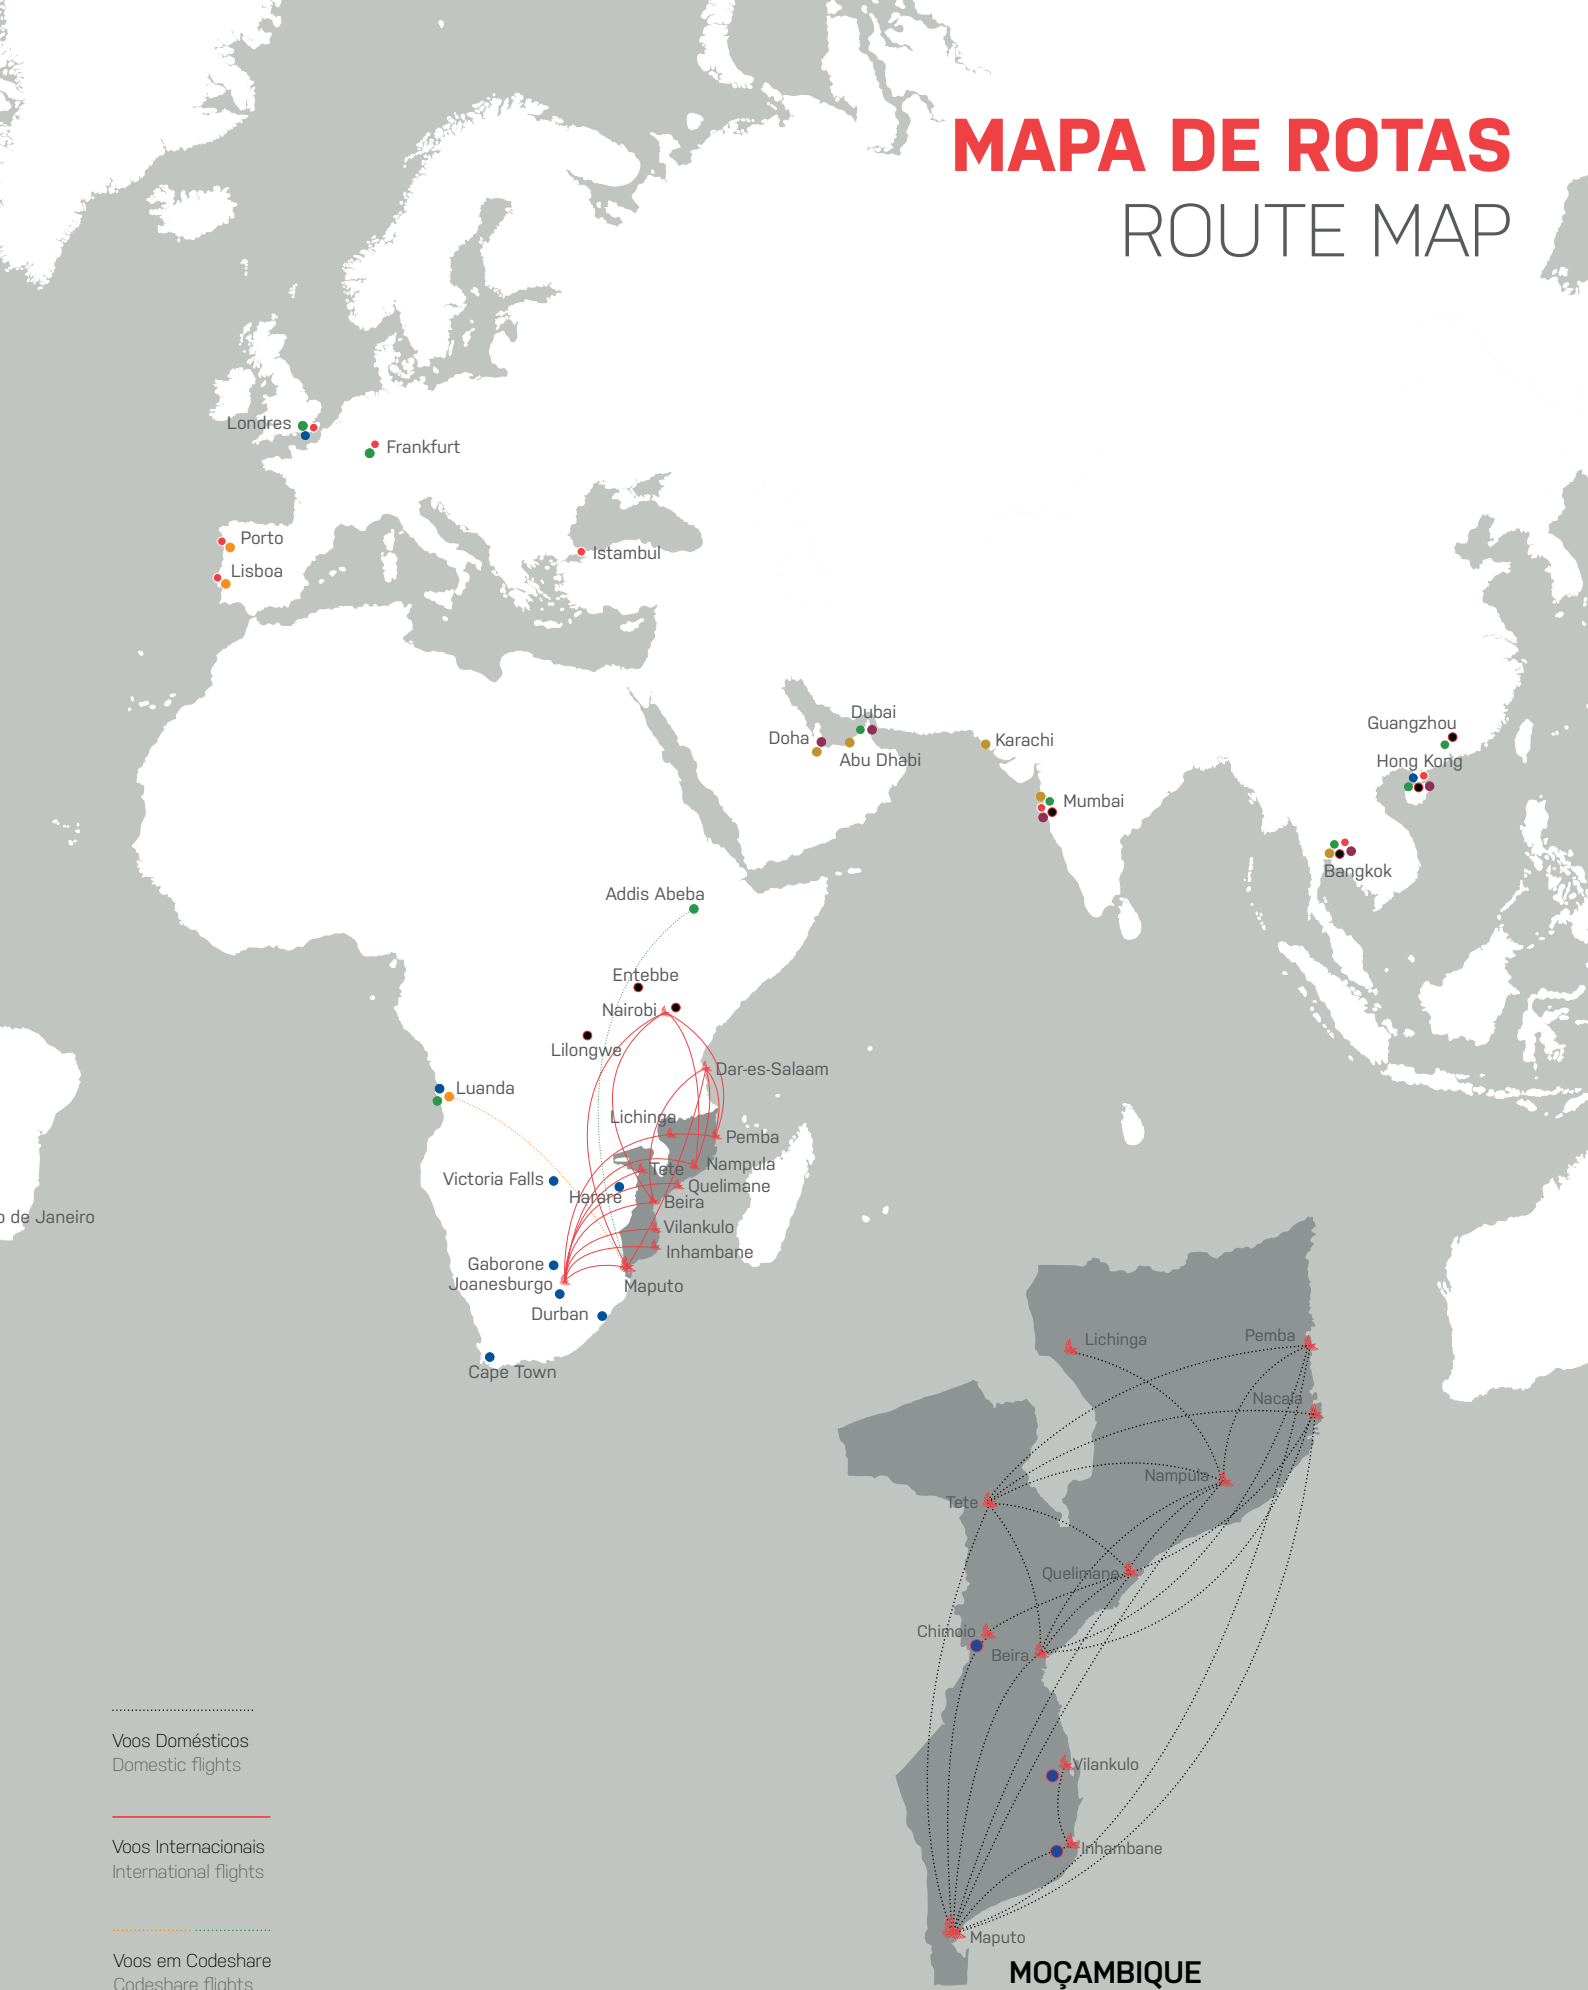 MAPA DE ROTAS
ROUTE MAP
Londres
Frankfurt
Porto
Lisboa
Istambul
Dubai
Doha
Abu Dhabi
Karachi
Mumbai
Guangzhou
Hong Kong
Bangkok
Addis Abeba
Entebbe
Nairobi
Lilongwe
Dar-es-Salaam
Luanda
Lichinga
Pemba
Nampula
Tete
Victoria Falls
Quelimane
Harare
Beira
o de Janeiro
Vilankulo
Inhambane
Gaborone
Joanesburgo
Maputo
Durban
Cape Town
Lichinga
Pemba
Nacala
Nampula
Tete
Quelimane
Chimoio
Beira
Vilankulo
Inhambane
Maputo
MOÇAMBIQUE
Voos Domésticos
Domestic flights
Voos Internacionais
International flights
Voos em Codeshare
Codeshare flights